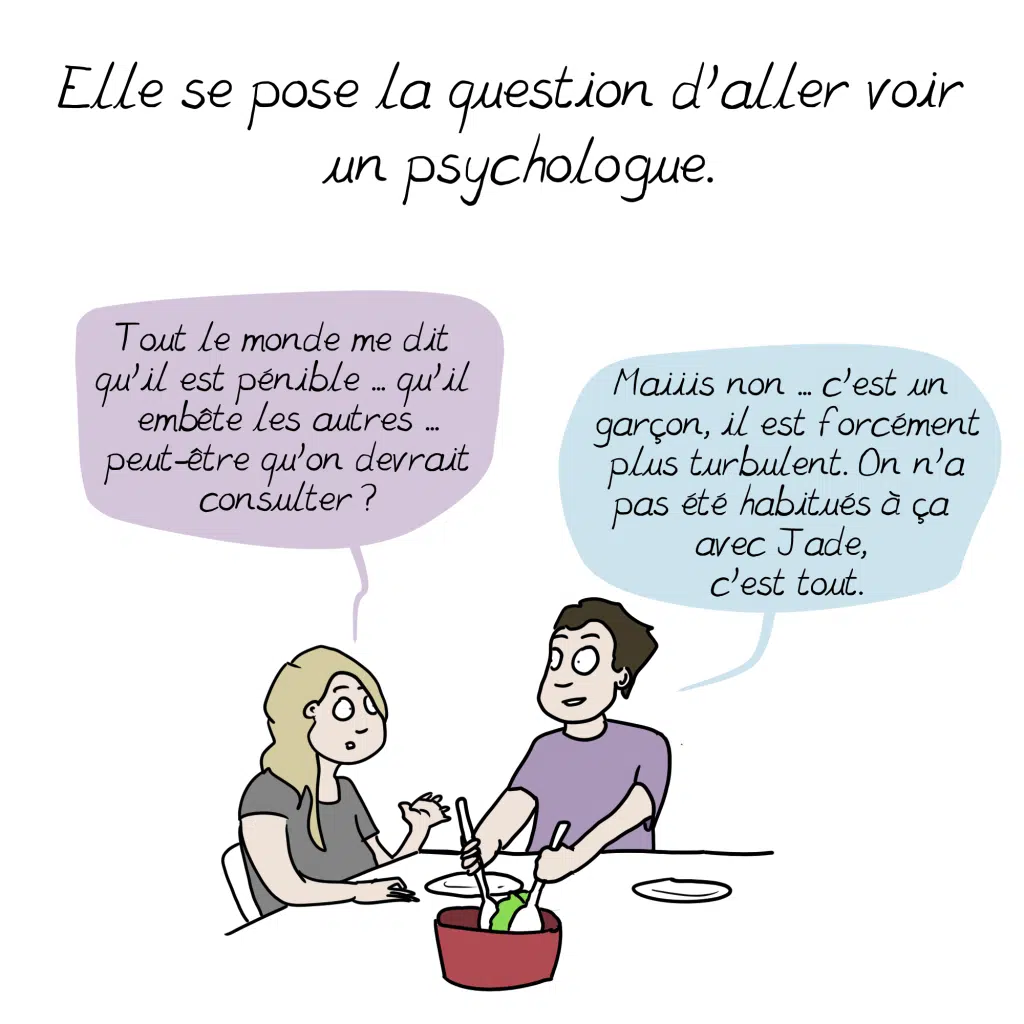 Elle se pose la question d'aller voir
un psychologue.
Tout le monde me dit
qu'il est pénible ... qu'il
embête les autres ...
peut-être qu'on devrait
consulter ?
Maiiis non ... c'est un
garçon, il est forcément
plus turbulent. On n'a
pas été habitués à ça
avec Jade,
c'est tout.